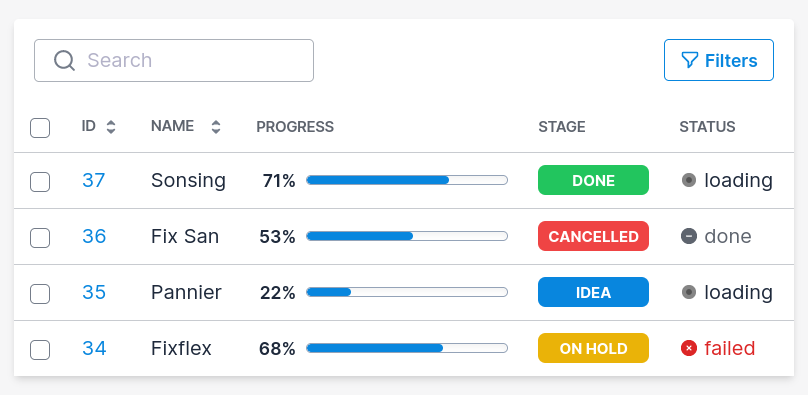 Search Filters
ID NAME PROGRESS STAGE STATUS
37 Sonsing 71% DONE loading
36 Fix San 53% CANCELLED done
35 Pannier 22% IDEA loading
34 Fixflex 68% ON HOLD failed